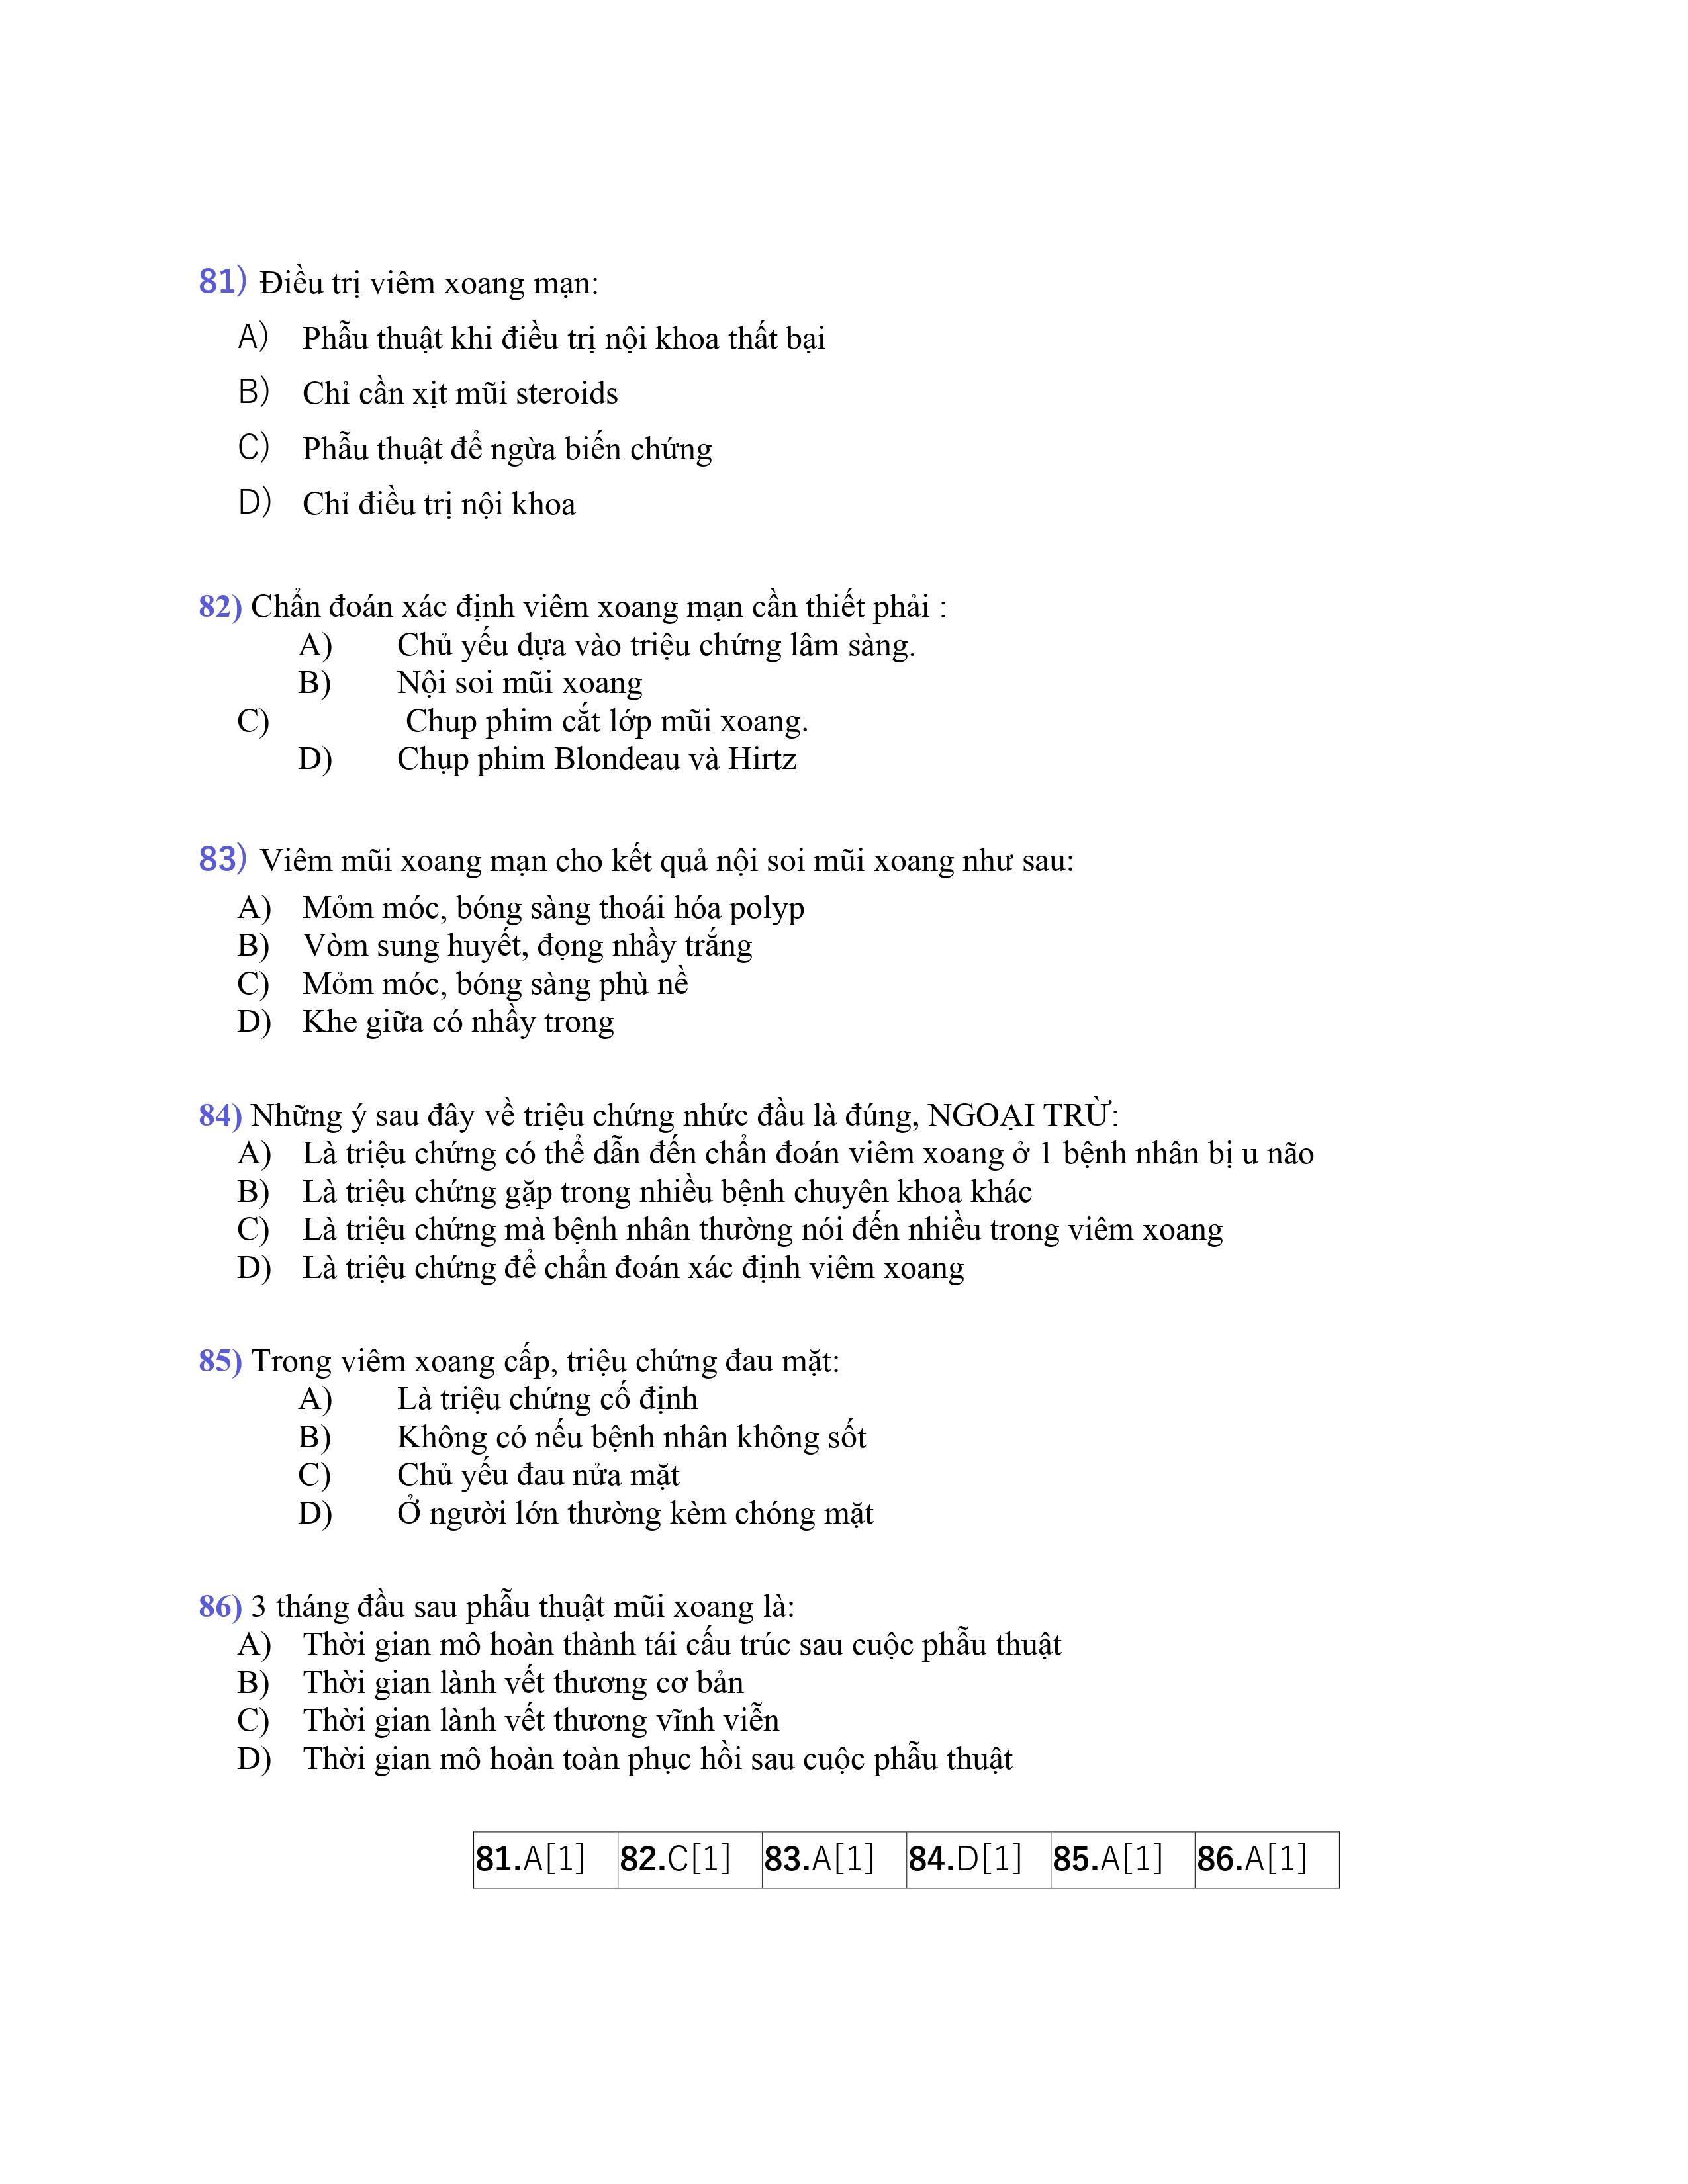 81) Điều trị viêm xoang mạn:
A) Phẫu thuật khi điều trị nội khoa thất bại
B) Chỉ cần xịt mũi steroids
C) Phẫu thuật để ngừa biến chứng
D) Chỉ điều trị nội khoa
82) Chẩn đoán xác định viêm xoang mạn cần thiết phải :
A) Chủ yếu dựa vào triệu chứng lâm sàng.
B) Nội soi mũi xoang
C) Chup phim cắt lớp mũi xoang.
D) Chụp phim Blondeau và Hirtz
83) Viêm mũi xoang mạn cho kết quả nội soi mũi xoang như sau:
A) Mỏm móc, bóng sàng thoái hóa polyp
B) Vòm sung huyết, đọng nhầy trắng
C) Mỏm móc, bóng sàng phù nề
D) Khe giữa có nhầy trong
84) Những ý sau đây về triệu chứng nhức đầu là đúng, NGOẠI TRỪ:
A) Là triệu chứng có thể dẫn đến chẩn đoán viêm xoang ở 1 bệnh nhân bị u não
B) Là triệu chứng gặp trong nhiều bệnh chuyên khoa khác
C) Là triệu chứng mà bệnh nhân thường nói đến nhiều trong viêm xoang
D) Là triệu chứng để chẩn đoán xác định viêm xoang
85) Trong viêm xoang cấp, triệu chứng đau mặt:
A) Là triệu chứng cố định
B) Không có nếu bệnh nhân không sốt
C) Chủ yếu đau nửa mặt
D) Ở người lớn thường kèm chóng mặt
86) 3 tháng đầu sau phẫu thuật mũi xoang là:
A) Thời gian mô hoàn thành tái cấu trúc sau cuộc phẫu thuật
B) Thời gian lành vết thương cơ bản
C) Thời gian lành vết thương vĩnh viễn
D) Thời gian mô hoàn toàn phục hồi sau cuộc phẫu thuật
81.A[1] 82.C[1] 83.A[1] 84.D[1] 85.A[1] 86.A[1]